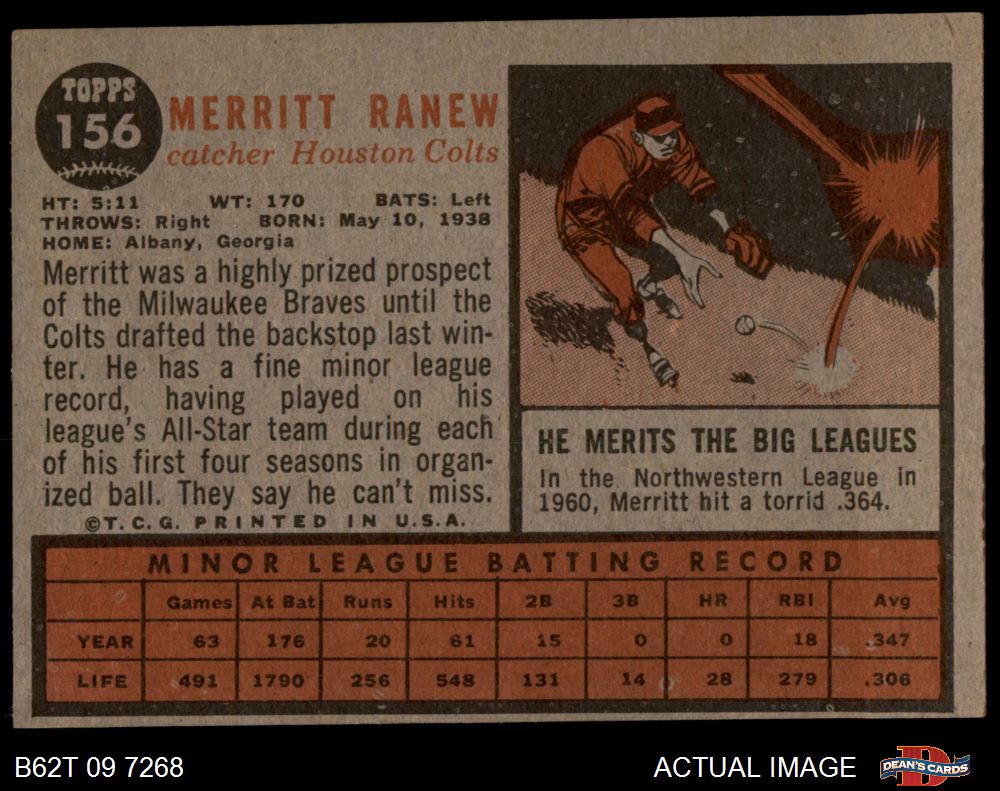 TOPPS
156
MERRITT RANEW
catcher Houston Colts
HT: 5:11 WT: 170 BATS: Left
THROWS: Right BORN: May 10, 1938
HOME: Albany, Georgia
Merritt was a highly prized prospect
of the Milwaukee Braves until the
Colts drafted the backstop last win-
ter. He has a fine minor league
record, having played on his
league's All-Star team during each
of his first four seasons in organ-
ized ball. They say he can't miss.
©T.C.G. PRINTED IN U.S.A.
HE MERITS THE BIG LEAGUES
In the Northwestern League in
1960, Merritt hit a torrid .364.
MINOR LEAGUE BATTING RECORD
Games At Bat Runs Hits 2B 3B HR RBI Avg
YEAR 63 176 20 61 15 0 0 18 .347
LIFE 491 1790 256 548 131 14 28 279 .306
B62T 09 7268
ACTUAL IMAGE
D
DEAN'S CARDS